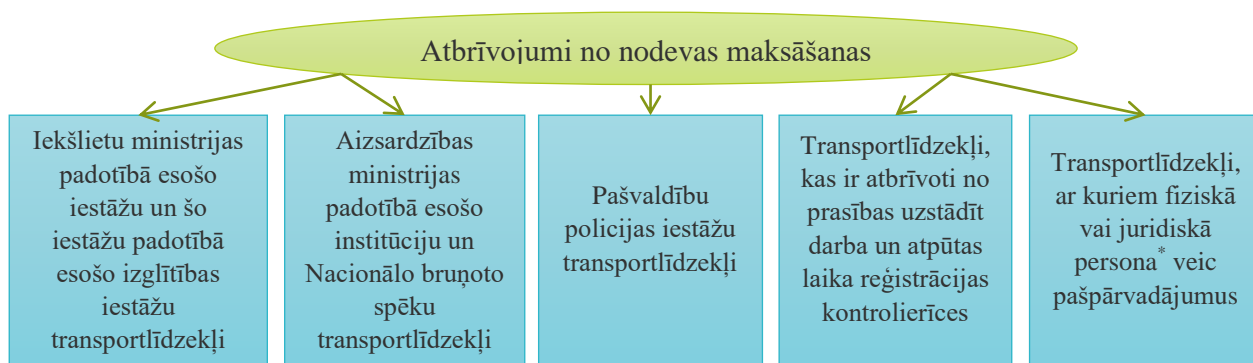 Atbrīvojumi no nodevas maksāšanas
Iekšlietu ministrijas
padotībā esošo
iestāžu un šo
iestāžu padotībā
esošo izglītības
iestāžu
transportlīdzekļi
Aizsardzības
ministrijas
padotībā esošo
institūciju un
Nacionālo bruņoto
spēku
transportlīdzekļi
Pašvaldību
policijas iestāžu
transportlīdzekļi
Transportlīdzekļi,
kas ir atbrīvoti no
prasības uzstādīt
darba un atpūtas
laika reģistrācijas
kontrolierīces
Transportlīdzekļi,
ar kuriem fiziskā
vai juridiskā
persona* veic
pašpārvadājumus